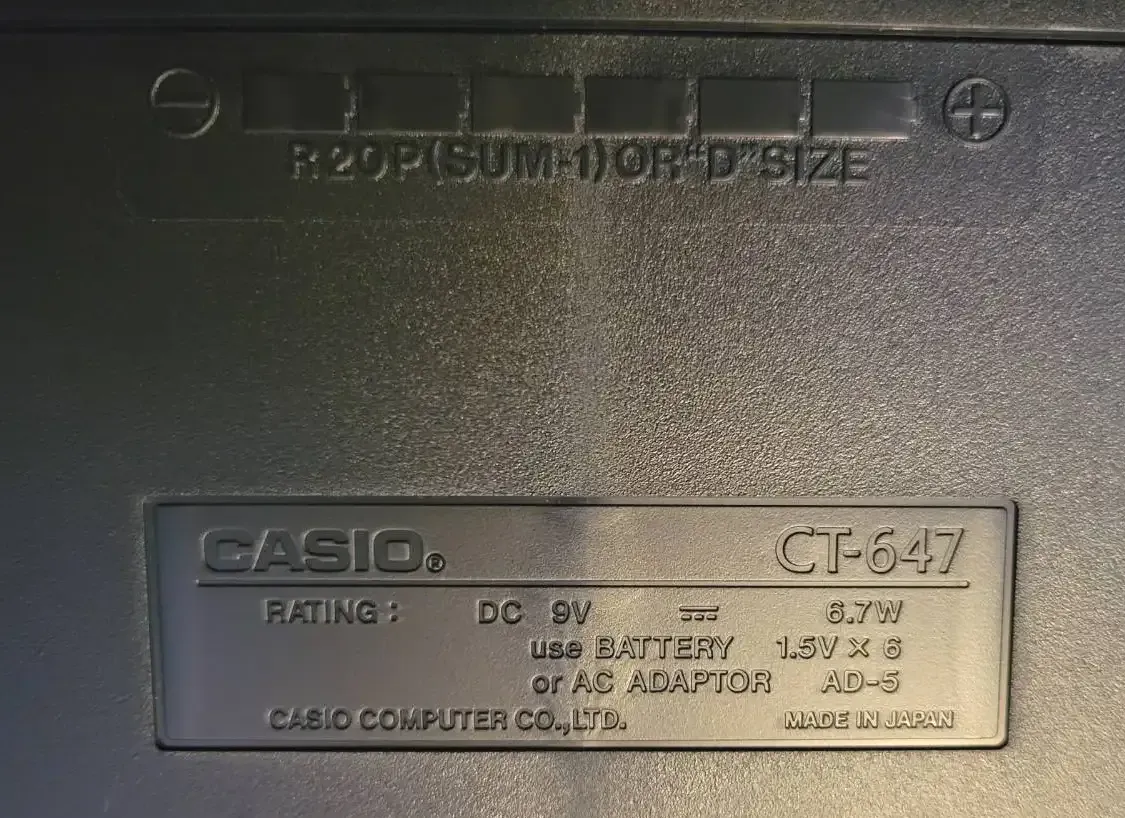 R20P(SUM-1)OR"D"SIZE
CASIO® CT-647
RATING: DC 9V ⎓ 6.7W
use BATTERY 1.5V × 6
or AC ADAPTOR AD-5
CASIO COMPUTER CO.,LTD. MADE IN JAPAN